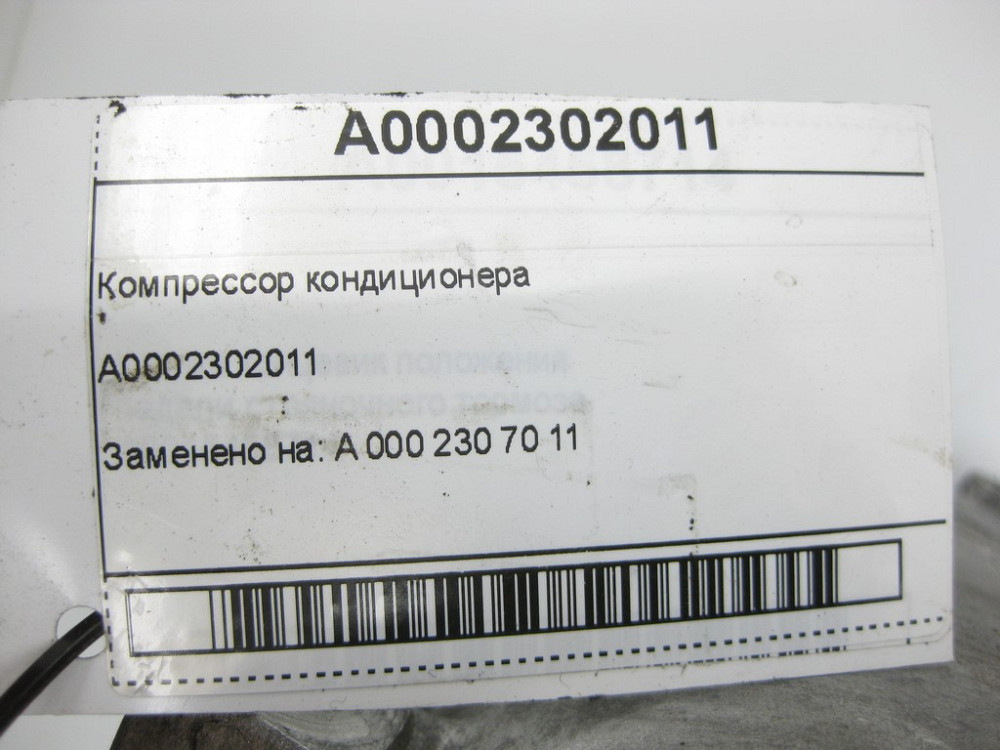 A0002302011
Компрессор кондиционера
A0002302011
Заменено на: A 000 230 70 11